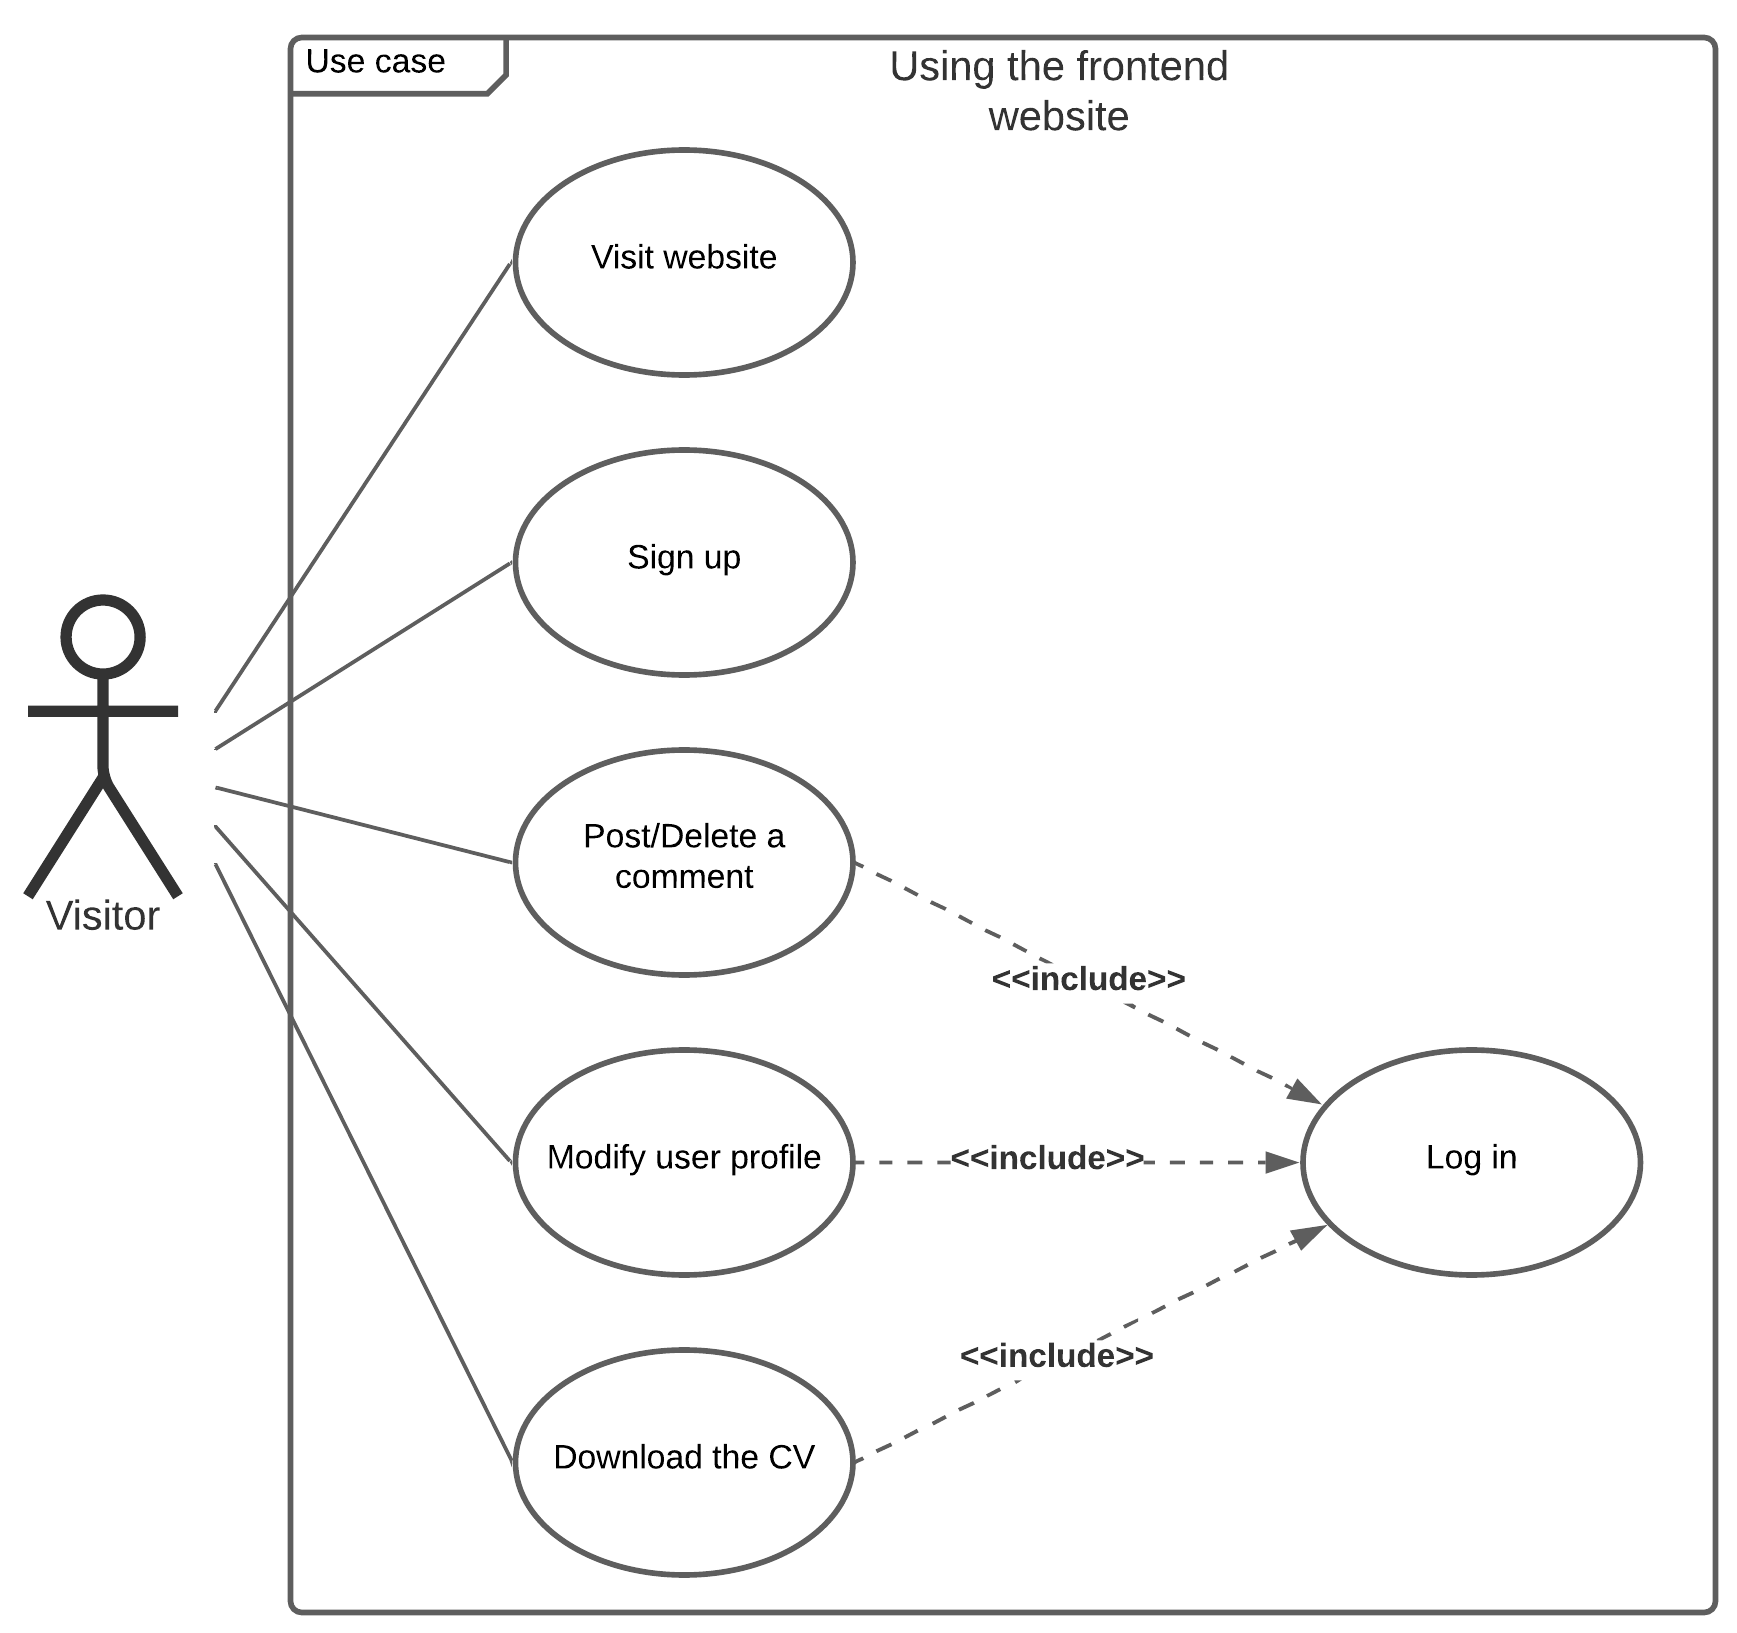 Use case
Using the frontend
website
Visit website
Sign up
Visitor
Post/Delete a
comment
<<include>>
Modify user profile
<<include>>
Log in
<<include>>
Download the CV